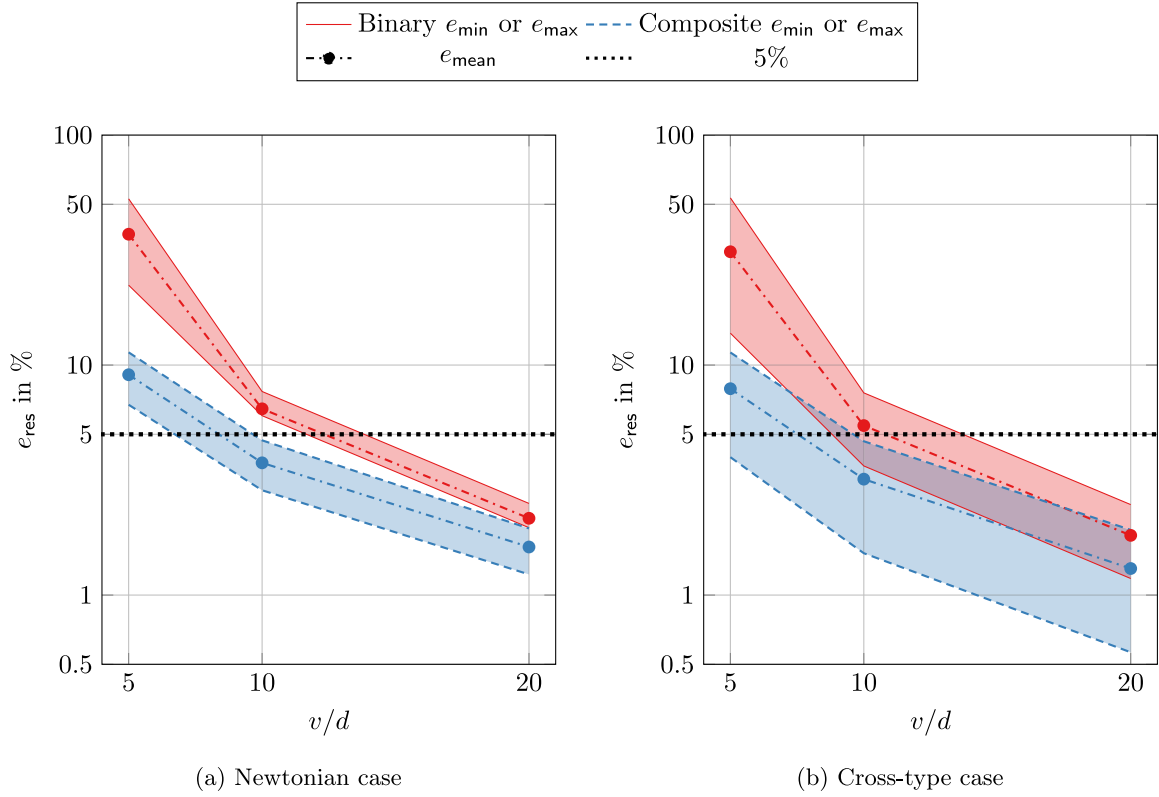 Binary e_min or e_max Composite e_min or e_max
e_mean 5%
100
50
10
5
1
0.5
e_res in %
5 10 20
v/d
(a) Newtonian case
100
50
10
5
1
0.5
e_res in %
5 10 20
v/d
(b) Cross-type case